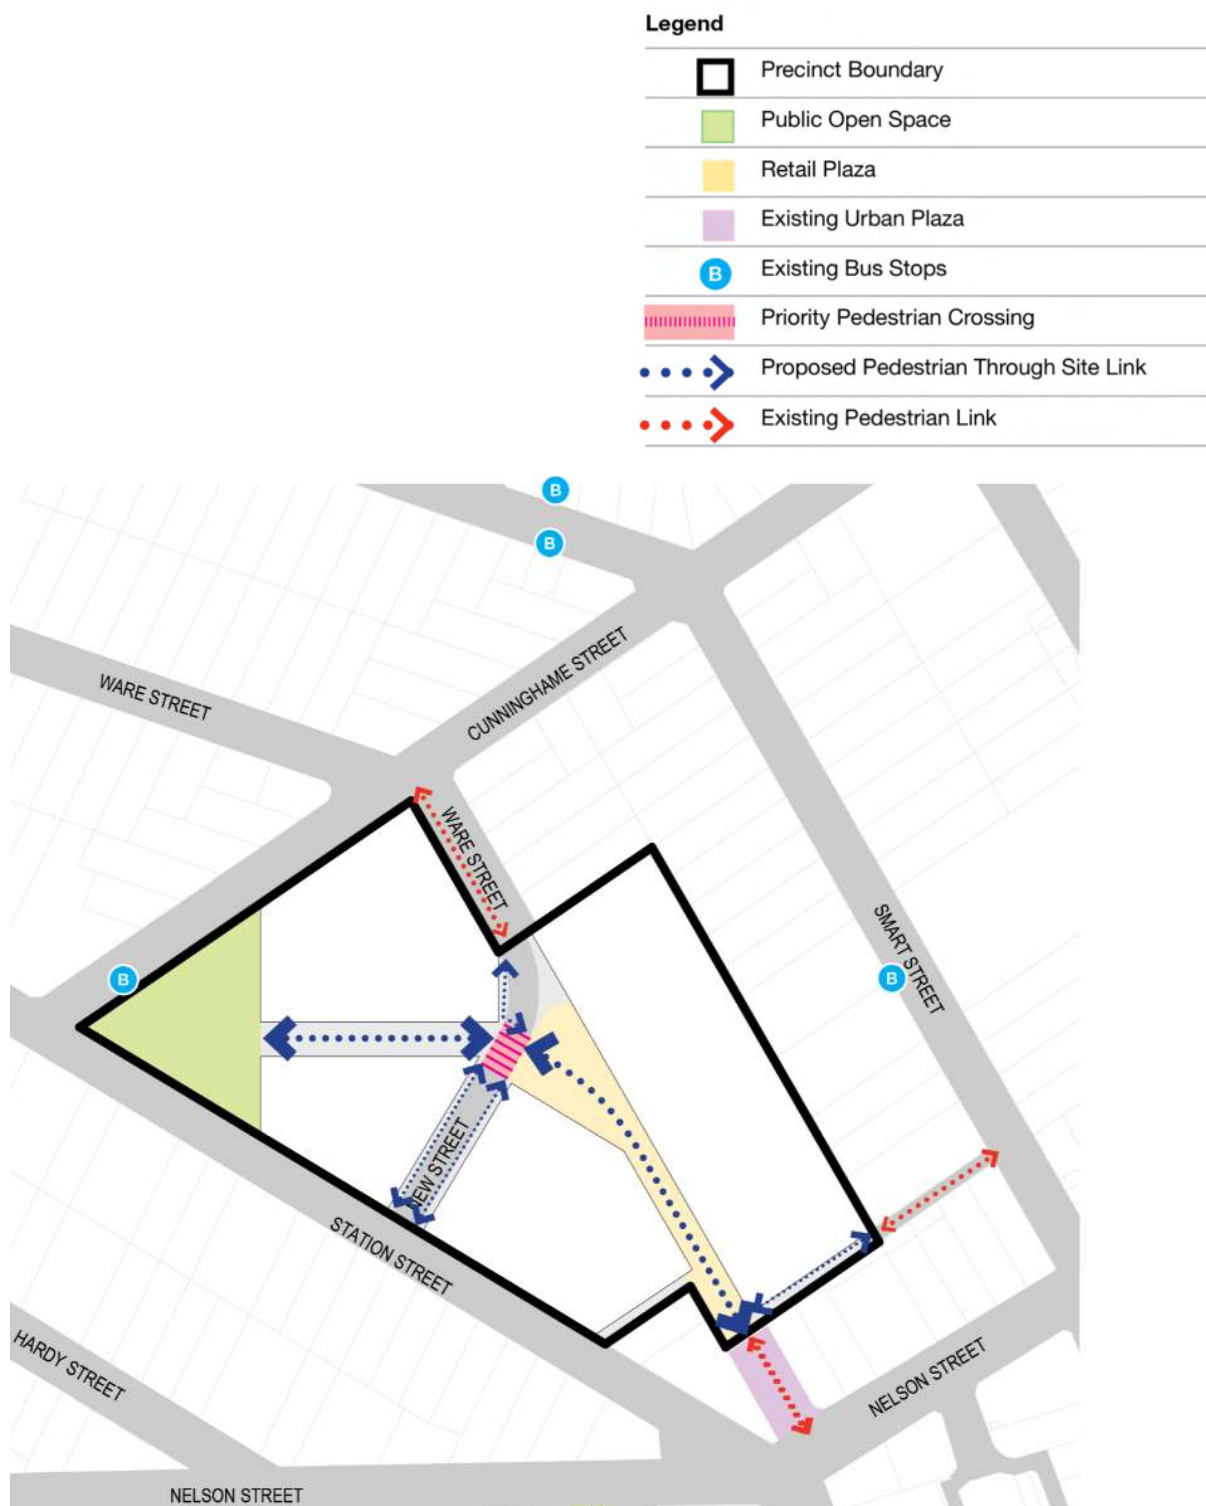 Legend
Precinct Boundary
Public Open Space
Retail Plaza
Existing Urban Plaza
B Existing Bus Stops
Priority Pedestrian Crossing
Proposed Pedestrian Through Site Link
Existing Pedestrian Link
B
B
CUNNINGHAME STREET
WARE STREET
WARE STREET
SMART STREET
B
B
NEW STREET
STATION STREET
HARDY STREET
NELSON STREET
NELSON STREET